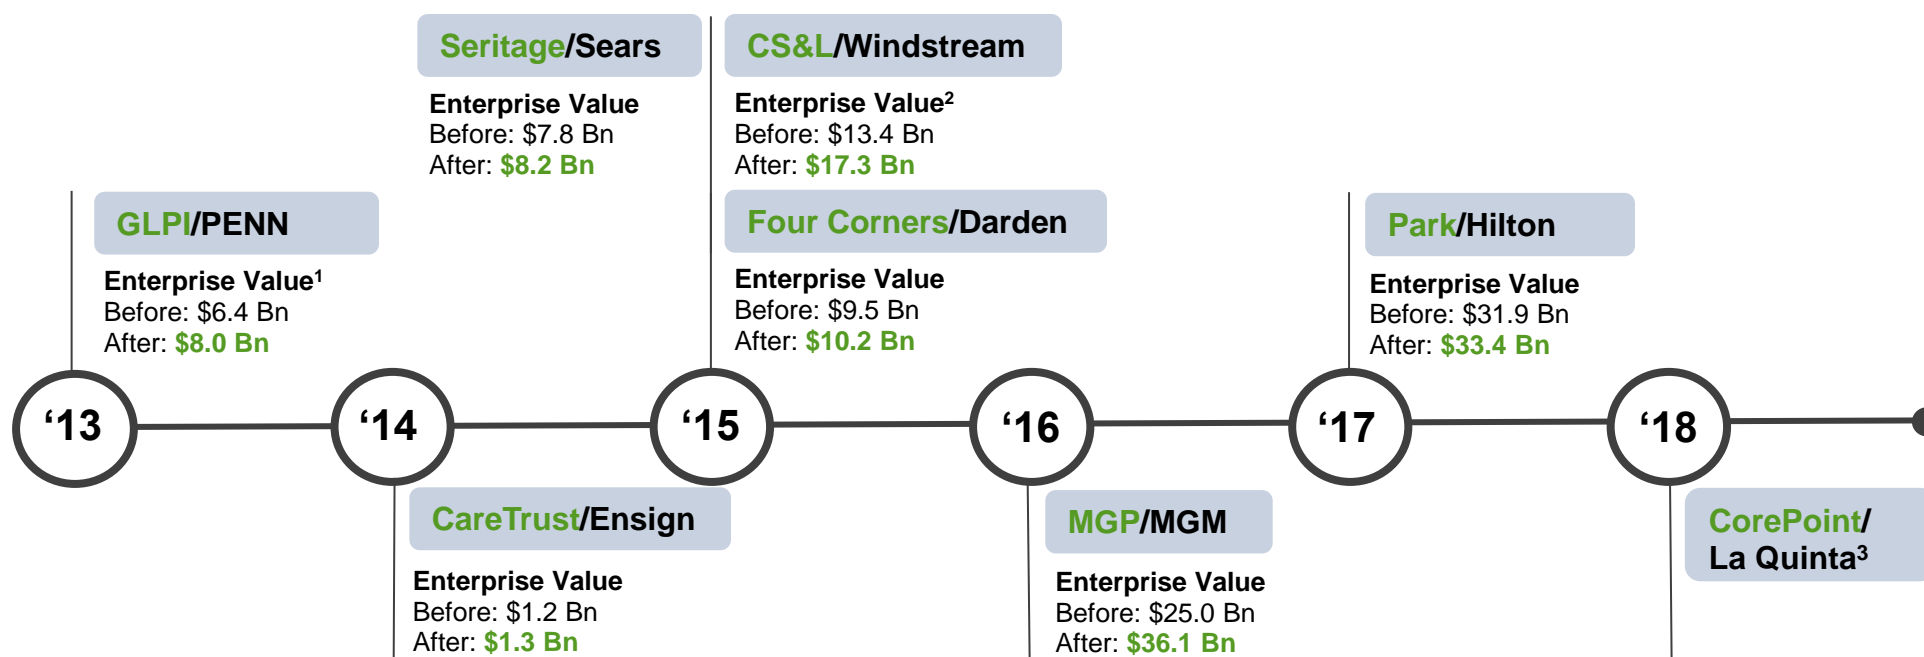 Seritage/Sears
Enterprise Value
Before: $7.8 Bn
After: $8.2 Bn
CS&L/Windstream
Enterprise Value²
Before: $13.4 Bn
After: $17.3 Bn
GLPI/PENN
Enterprise Value¹
Before: $6.4 Bn
After: $8.0 Bn
Four Corners/Darden
Enterprise Value
Before: $9.5 Bn
After: $10.2 Bn
Park/Hilton
Enterprise Value
Before: $31.9 Bn
After: $33.4 Bn
‘13
‘14
‘15
‘16
‘17
‘18
CareTrust/Ensign
Enterprise Value
Before: $1.2 Bn
After: $1.3 Bn
MGP/MGM
Enterprise Value
Before: $25.0 Bn
After: $36.1 Bn
CorePoint/
La Quinta³